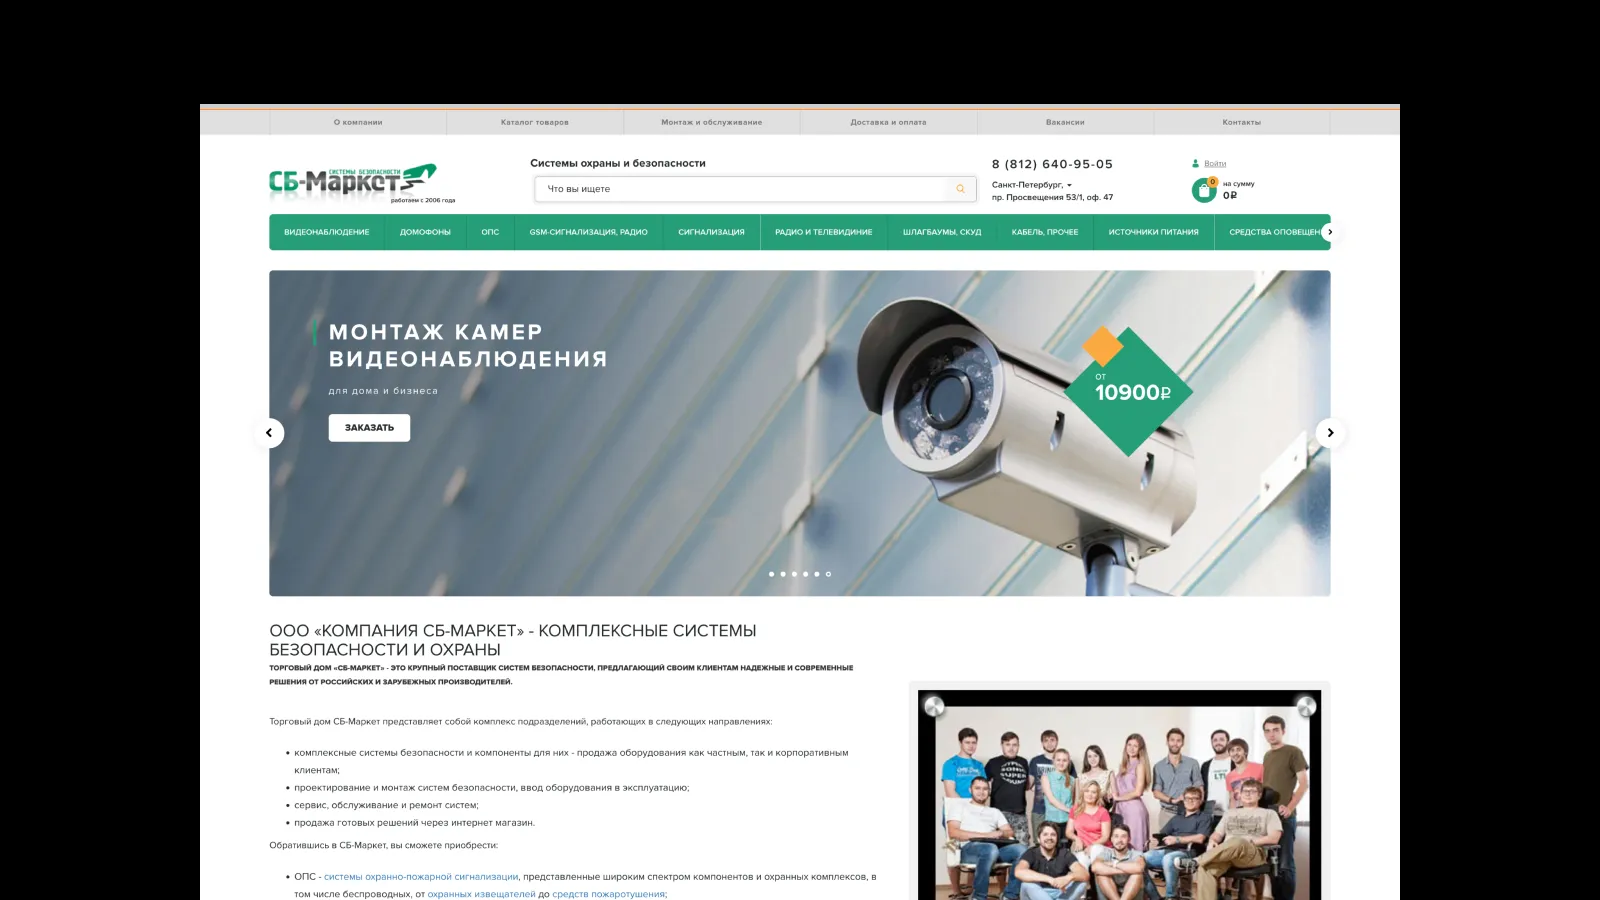 О компании
Каталог товаров
Монтаж и обслуживание
Доставка и оплата
Вакансии
Контакты
СИСТЕМЫ БЕЗОПАСНОСТИ
СБ-Маркет
работаем с 2006 года
Системы охраны и безопасности
Что вы ищете
8 (812) 640-95-05
Санкт-Петербург,
пр. Просвещения 53/1, оф. 47
Войти
0
на сумму
0₽
ВИДЕОНАБЛЮДЕНИЕ
ДОМОФОНЫ
ОПС
GSM-СИГНАЛИЗАЦИЯ, РАДИО
СИГНАЛИЗАЦИЯ
РАДИО И ТЕЛЕВИДИНИЕ
ШЛАГБАУМЫ, СКУД
КАБЕЛЬ, ПРОЧЕЕ
ИСТОЧНИКИ ПИТАНИЯ
СРЕДСТВА ОПОВЕЩЕН
МОНТАЖ КАМЕР
ВИДЕОНАБЛЮДЕНИЯ
для дома и бизнеса
ЗАКАЗАТЬ
от
10900₽
ООО «КОМПАНИЯ СБ-МАРКЕТ» - КОМПЛЕКСНЫЕ СИСТЕМЫ
БЕЗОПАСНОСТИ И ОХРАНЫ
ТОРГОВЫЙ ДОМ «СБ-МАРКЕТ» - ЭТО КРУПНЫЙ ПОСТАВЩИК СИСТЕМ БЕЗОПАСНОСТИ, ПРЕДЛАГАЮЩИЙ СВОИМ КЛИЕНТАМ НАДЕЖНЫЕ И СОВРЕМЕННЫЕ
РЕШЕНИЯ ОТ РОССИЙСКИХ И ЗАРУБЕЖНЫХ ПРОИЗВОДИТЕЛЕЙ.
Торговый дом СБ-Маркет представляет собой комплекс подразделений, работающих в следующих направлениях:
• комплексные системы безопасности и компоненты для них - продажа оборудования как частным, так и корпоративным
клиентам;
• проектирование и монтаж систем безопасности, ввод оборудования в эксплуатацию;
• сервис, обслуживание и ремонт систем;
• продажа готовых решений через интернет магазин.
Обратившись в СБ-Маркет, вы сможете приобрести:
• ОПС - системы охранно-пожарной сигнализации, представленные широким спектром компонентов и охранных комплексов, в
том числе беспроводных, от охранных извещателей до средств пожаротушения;